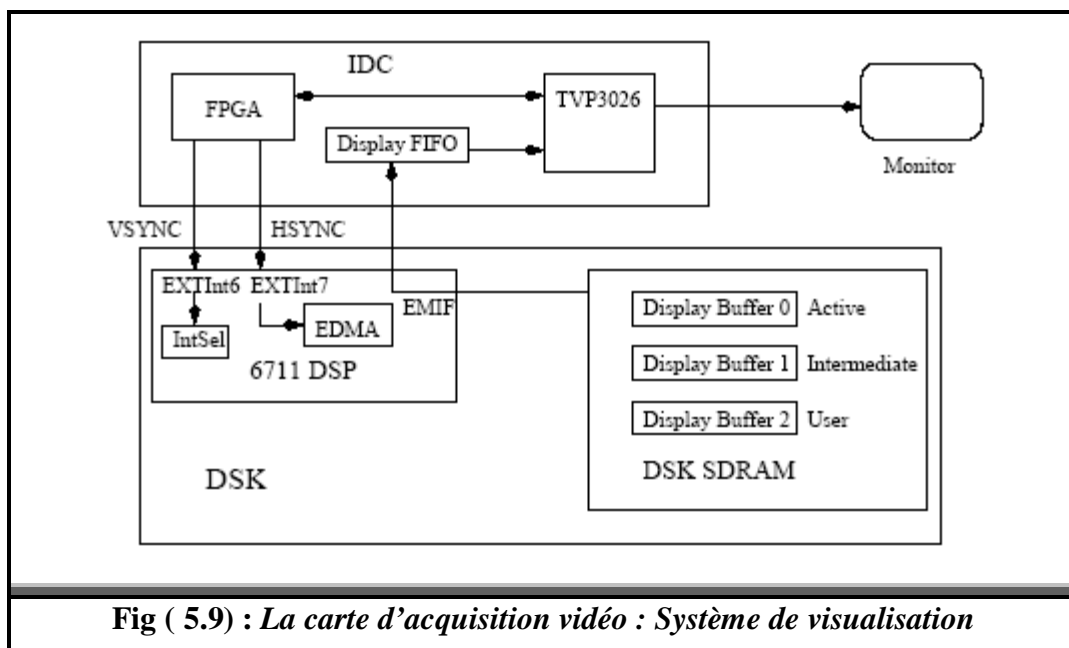 IDC
FPGA
TVP3026
Display FIFO
Monitor
VSYNC
HSYNC
EXTInt6 EXTInt7
EMIF
IntSel
EDMA
6711 DSP
Display Buffer 0 Active
Display Buffer 1 Intermediate
Display Buffer 2 User
DSK SDRAM
DSK
Fig ( 5.9) : La carte d'acquisition vidéo : Système de visualisation